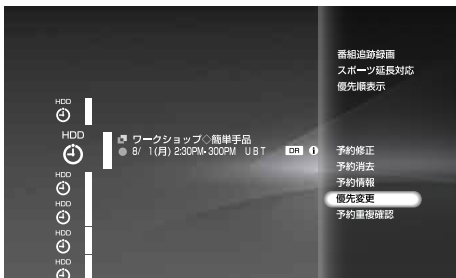 番組追跡録画
スポーツ延長対応
優先順表示
HDD
HDD
ワークショップ◇簡単手品
8/ 1(月) 2:30PM-300PM UBT DR
予約修正
予約消去
HDD
予約情報
優先変更
HDD
予約重複確認
HDD
HDD